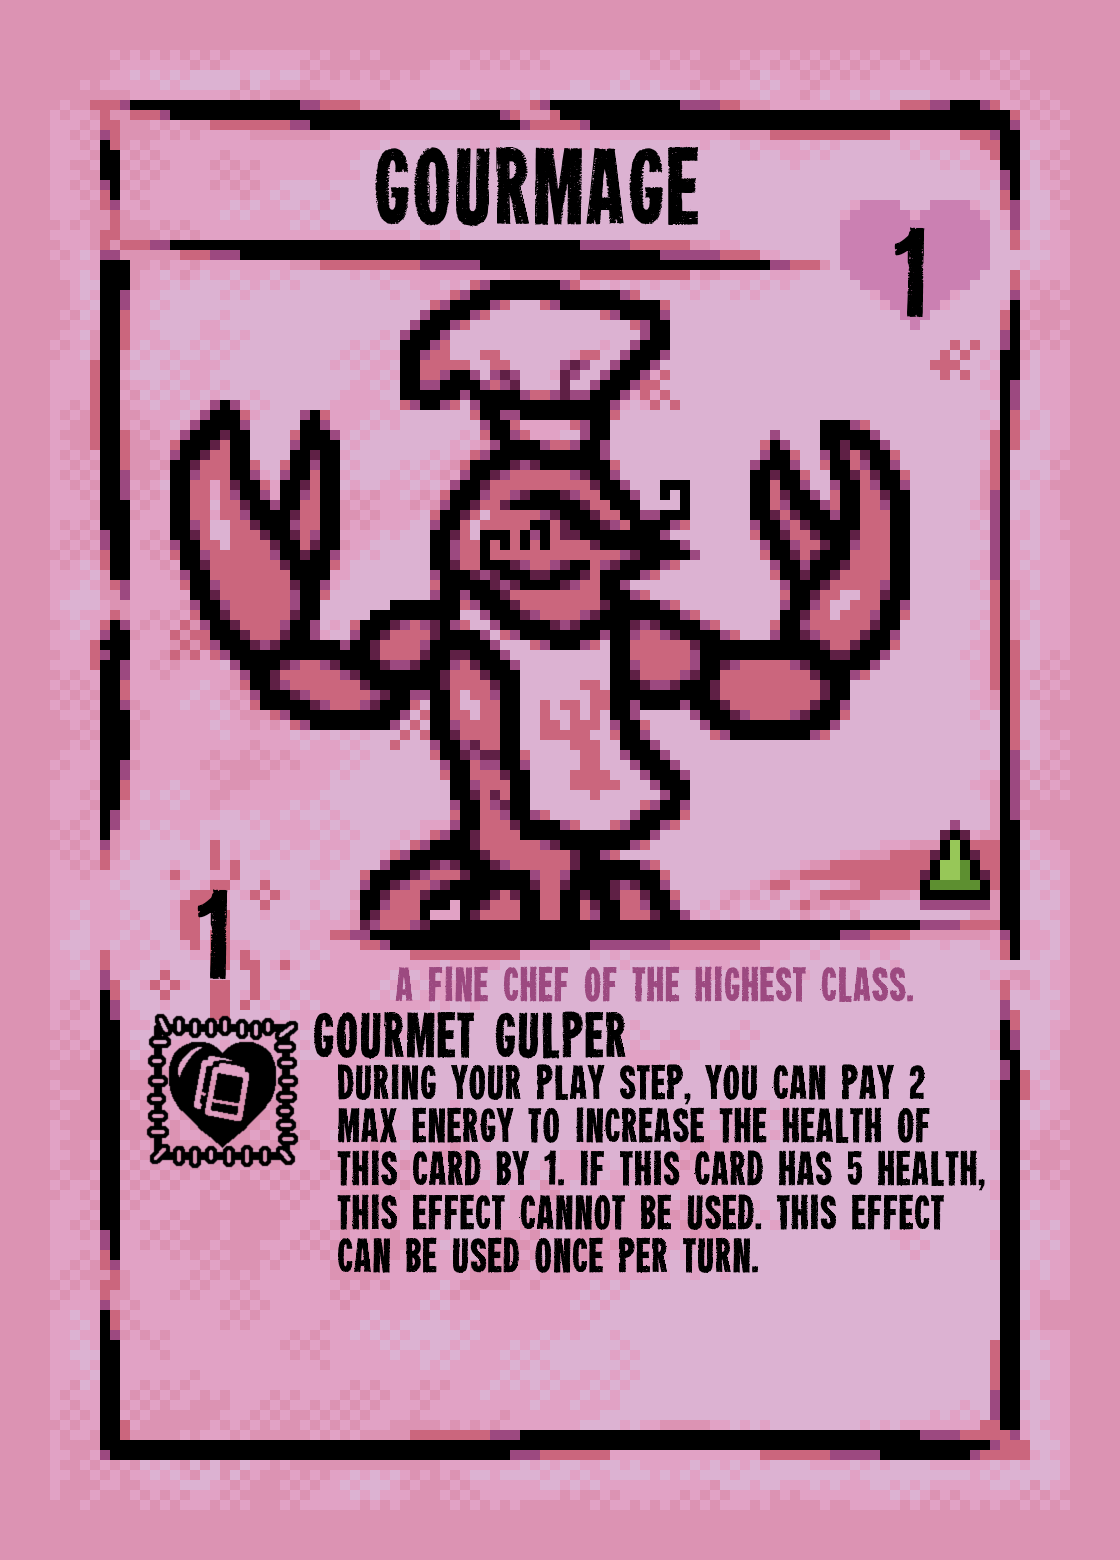 GOURMAGE
1
1
A FINE CHEF OF THE HIGHEST CLASS.
GOURMET GULPER
DURING YOUR PLAY STEP, YOU CAN PAY 2
MAX ENERGY TO INCREASE THE HEALTH OF
THIS CARD BY 1. IF THIS CARD HAS 5 HEALTH,
THIS EFFECT CANNOT BE USED. THIS EFFECT
CAN BE USED ONCE PER TURN.